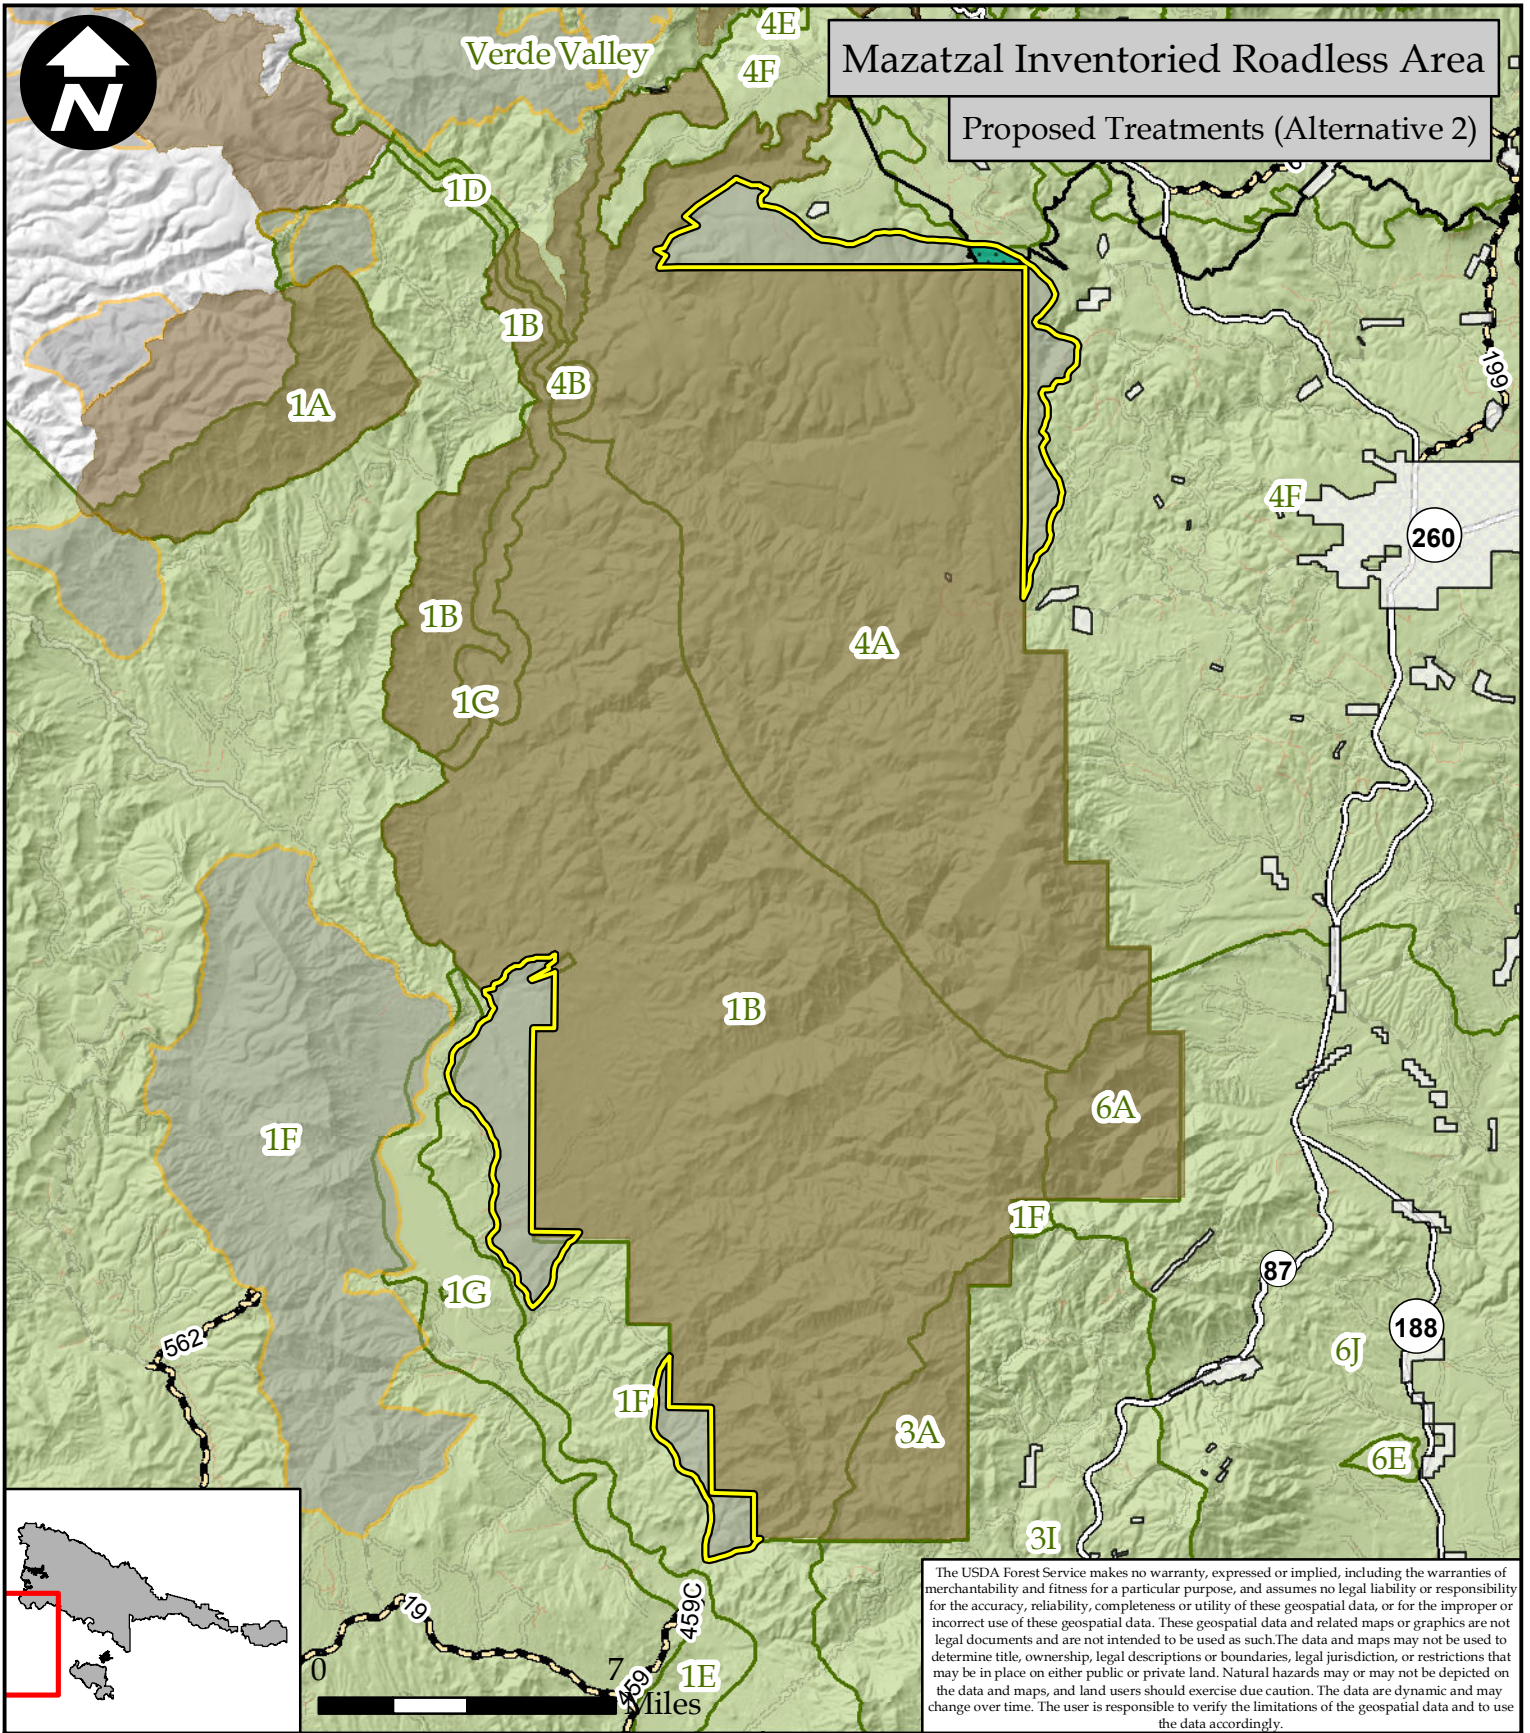 Mazatzal Inventoried Roadless Area
Proposed Treatments (Alternative 2)
N
Verde Valley
4E
4F
1D
1B
4B
1A
199
4F
260
1B
4A
1C
1B
6A
1F
1F
87
1G
188
562
6J
1F
3A
6E
3I
19
459C
459
1E
0
7
Miles
The USDA Forest Service makes no warranty, expressed or implied, including the warranties of
merchantability and fitness for a particular purpose, and assumes no legal liability or responsibility
for the accuracy, reliability, completeness or utility of these geospatial data, or for the improper or
incorrect use of these geospatial data. These geospatial data and related maps or graphics are not
legal documents and are not intended to be used as such.The data and maps may not be used to
determine title, ownership, legal descriptions or boundaries, legal jurisdiction, or restrictions that
may be in place on either public or private land. Natural hazards may or may not be depicted on
the data and maps, and land users should exercise due caution. The data are dynamic and may
change over time. The user is responsible to verify the limitations of the geospatial data and to use
the data accordingly.